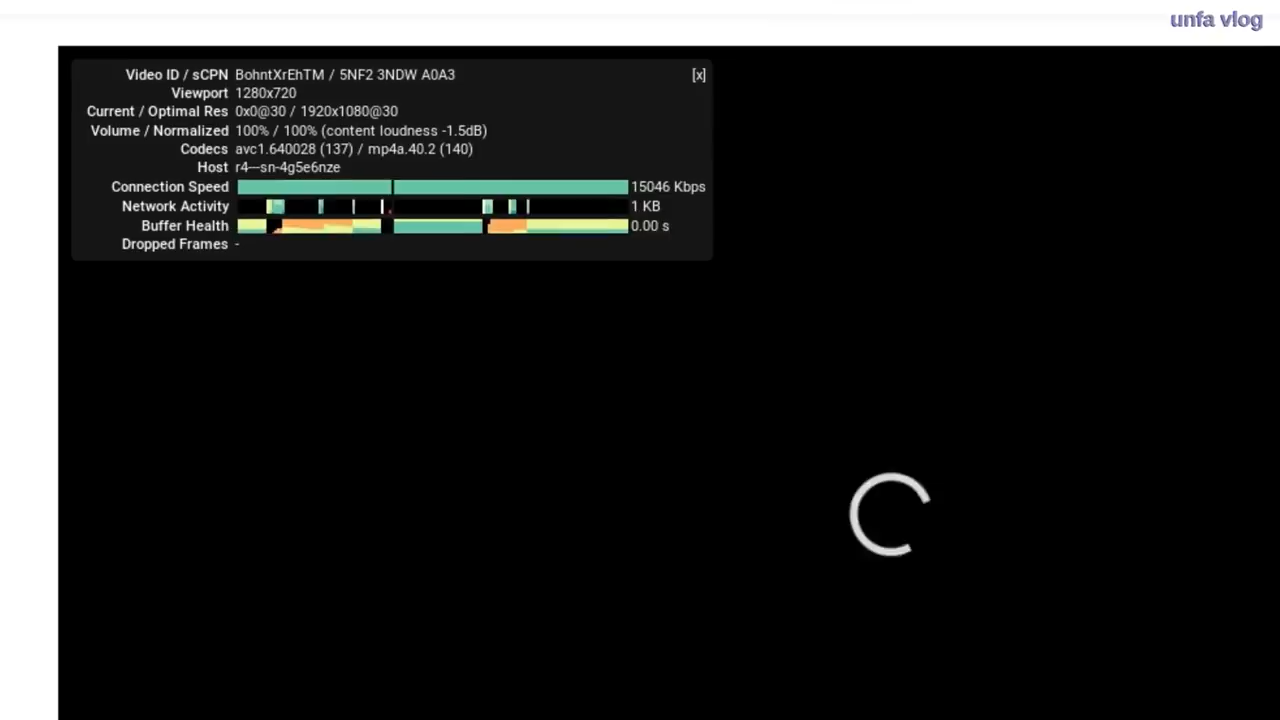 unfa vlog
Video ID / sCPN BohntXrEhTM / 5NF2 3NDW A0A3 [x]
Viewport 1280x720
Current / Optimal Res 0x0@30 / 1920x1080@30
Volume / Normalized 100% / 100% (content loudness -1.5dB)
Codecs avc1.640028 (137) / mp4a.40.2 (140)
Host r4---sn-4g5e6nze
Connection Speed 15046 Kbps
Network Activity 1 KB
Buffer Health 0.00 s
Dropped Frames -